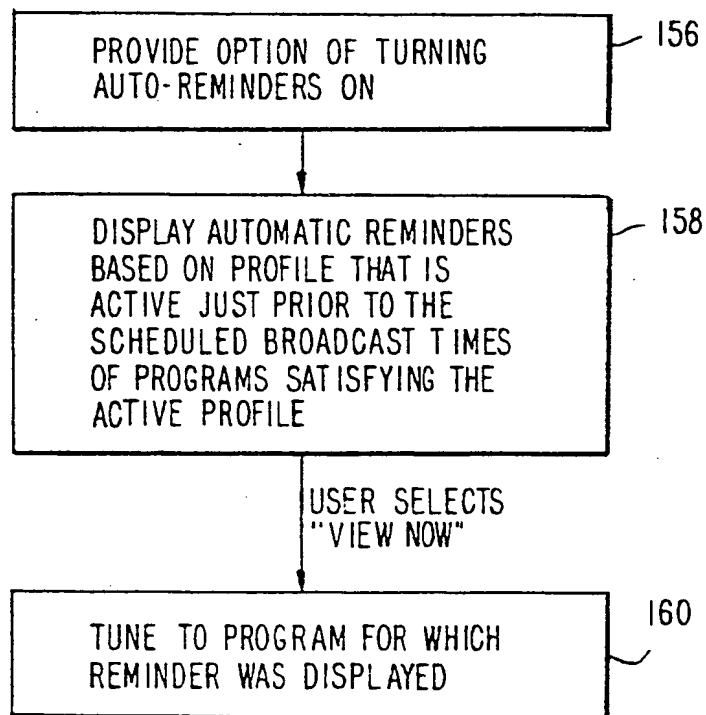 PROVIDE OPTION OF TURNING
AUTO-REMINDERS ON
156
DISPLAY AUTOMATIC REMINDERS
BASED ON PROFILE THAT IS
ACTIVE JUST PRIOR TO THE
SCHEDULED BROADCAST TIMES
OF PROGRAMS SATISFYING THE
ACTIVE PROFILE
158
USER SELECTS
"VIEW NOW"
TUNE TO PROGRAM FOR WHICH
REMINDER WAS DISPLAYED
160